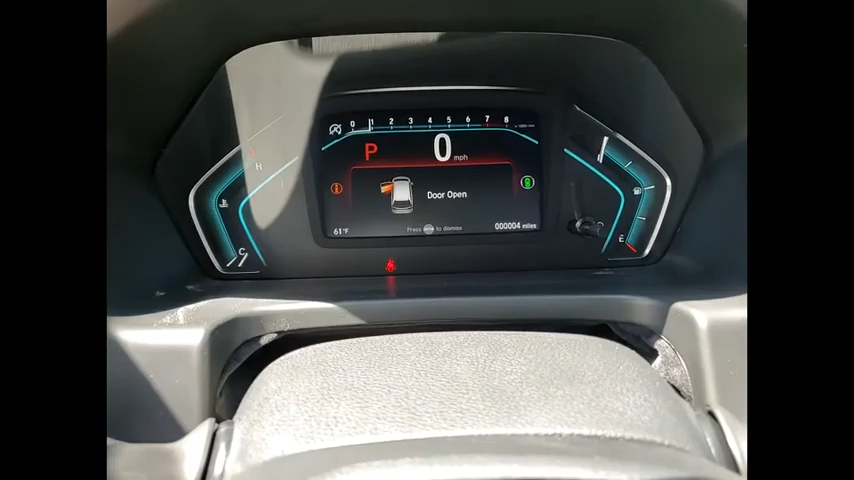 0 1 2 3 4 5 6 7 8
P 0 mph
H
Door Open
C
E
61°F
Press to dismiss
000004 miles